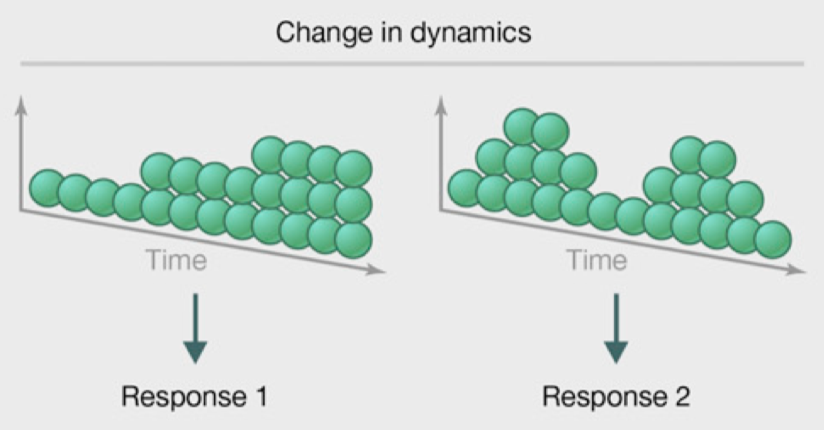 Change in dynamics
Time
Time
Response 1
Response 2